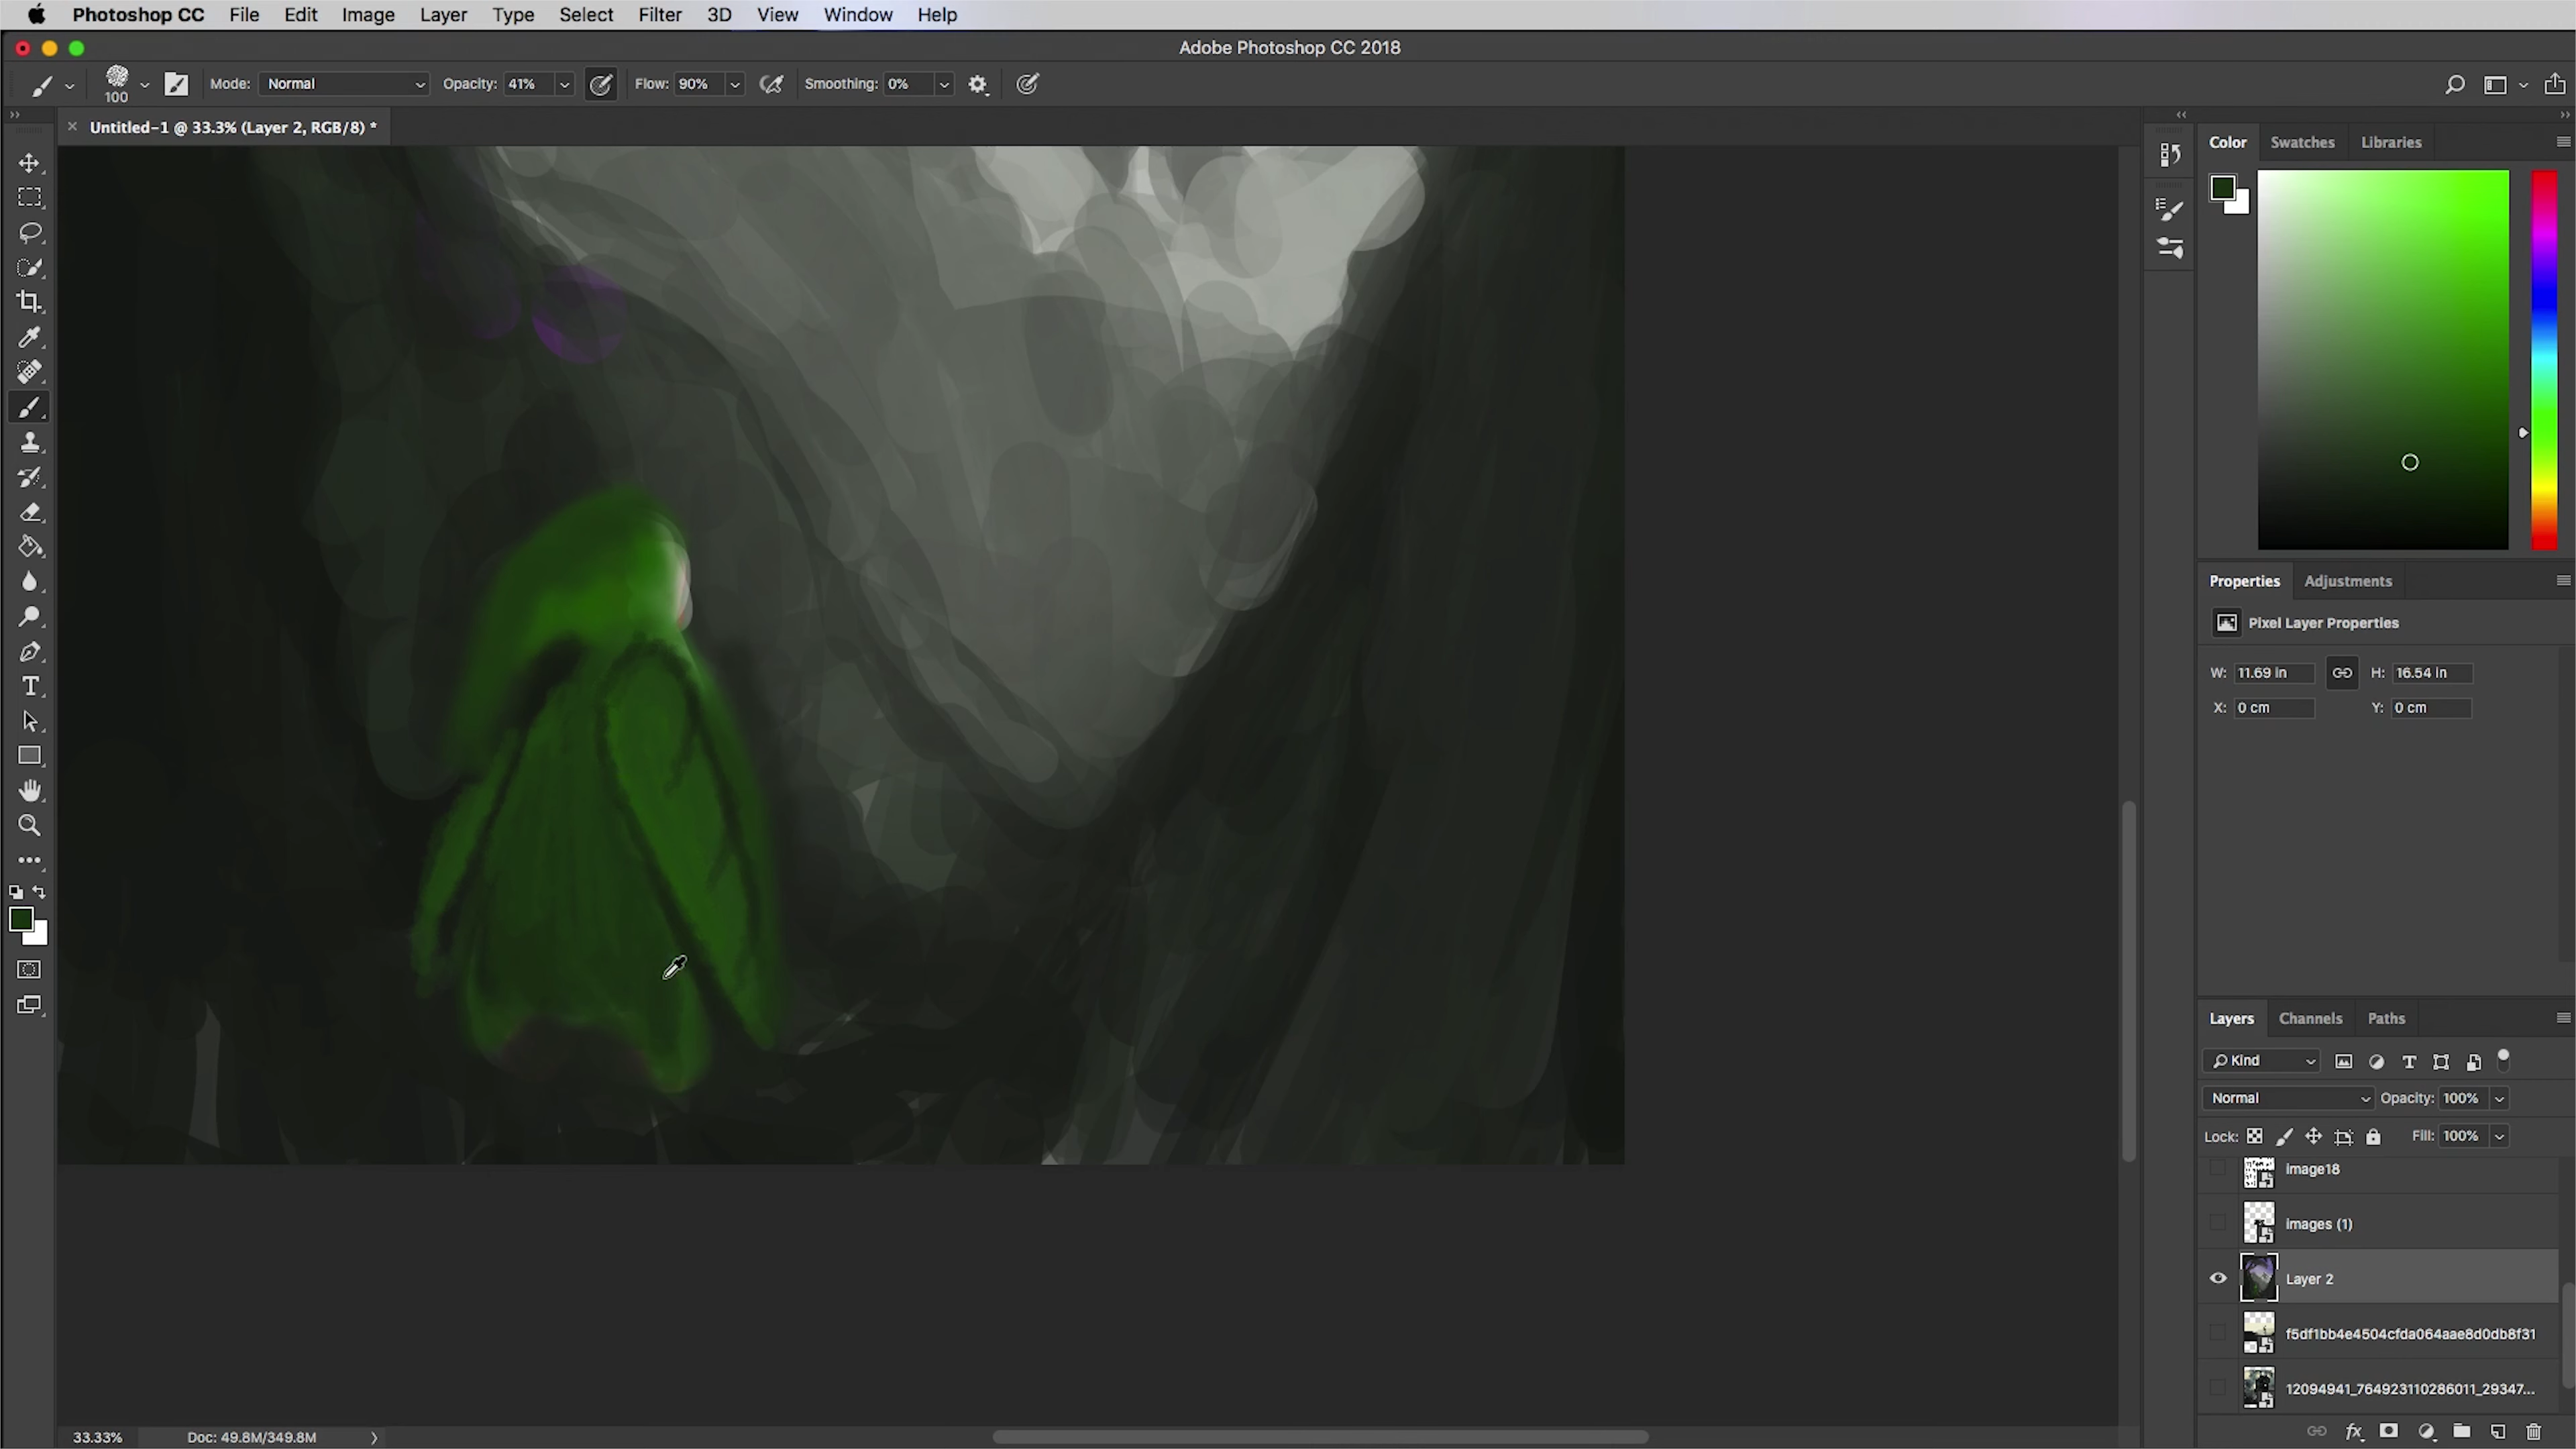 Photoshop CC File Edit Image Layer Type Select Filter 3D View Window Help
Adobe Photoshop CC 2018
100 Mode: Normal Opacity: 41% Flow: 90% Smoothing: 0%
× Untitled-1 @ 33.3% (Layer 2, RGB/8) *
Color Swatches Libraries
Properties Adjustments
Pixel Layer Properties
W: 11.69 in H: 16.54 in
X: 0 cm Y: 0 cm
Layers Channels Paths
Kind
Normal Opacity: 100%
Lock: Fill: 100%
image18
images (1)
Layer 2
f5df1bb4e4504cfda064aae8d0db8f31
12094941_764923110286011_29347...
33.33% Doc: 49.8M/349.8M